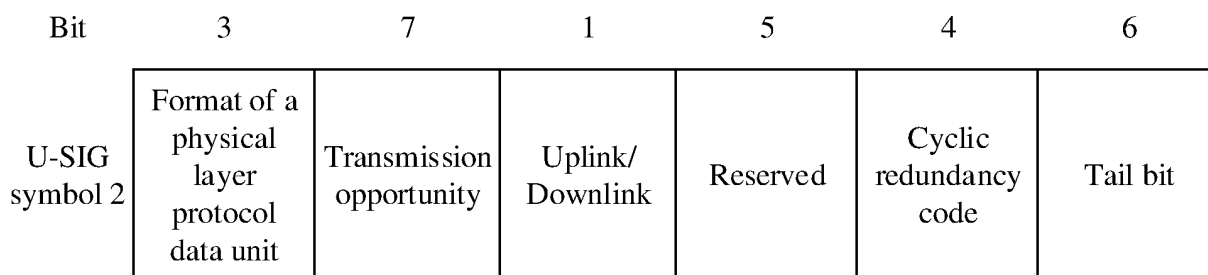 Bit 3 7 1 5 4 6
U-SIG
symbol 2
Format of a
physical
layer
protocol
data unit
Transmission
opportunity
Uplink/
Downlink
Reserved
Cyclic
redundancy
code
Tail bit